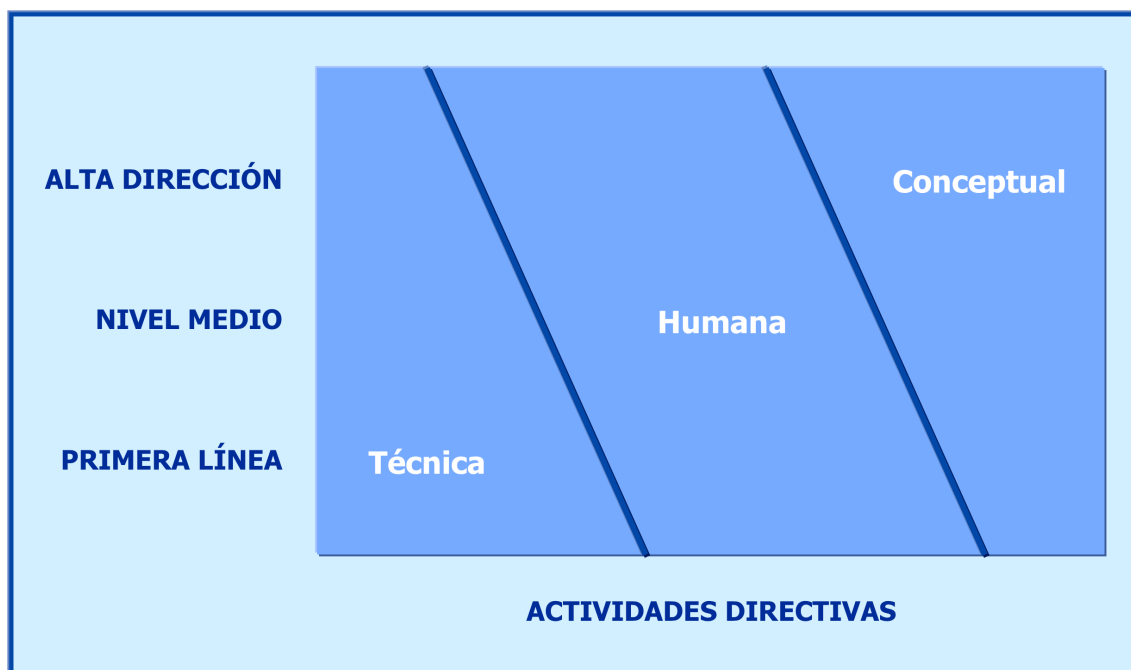 ALTA DIRECCIÓN
Conceptual
NIVEL MEDIO
Humana
PRIMERA LÍNEA
Técnica
ACTIVIDADES DIRECTIVAS